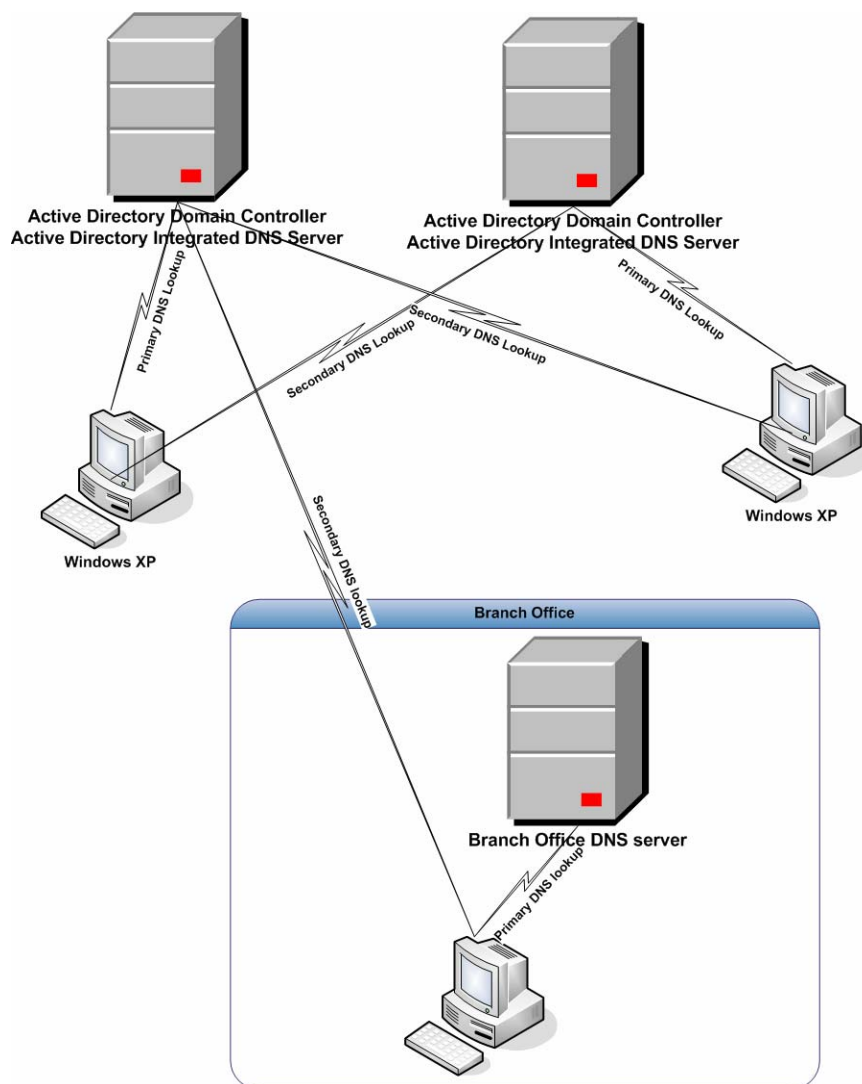 Active Directory Domain Controller
Active Directory Integrated DNS Server
Active Directory Domain Controller
Active Directory Integrated DNS Server
Primary DNS Lookup
Secondary DNS Lookup
Secondary DNS Lookup
Primary DNS Lookup
Windows XP
Windows XP
Secondary DNS lookup
Branch Office
Branch Office DNS server
Primary DNS lookup